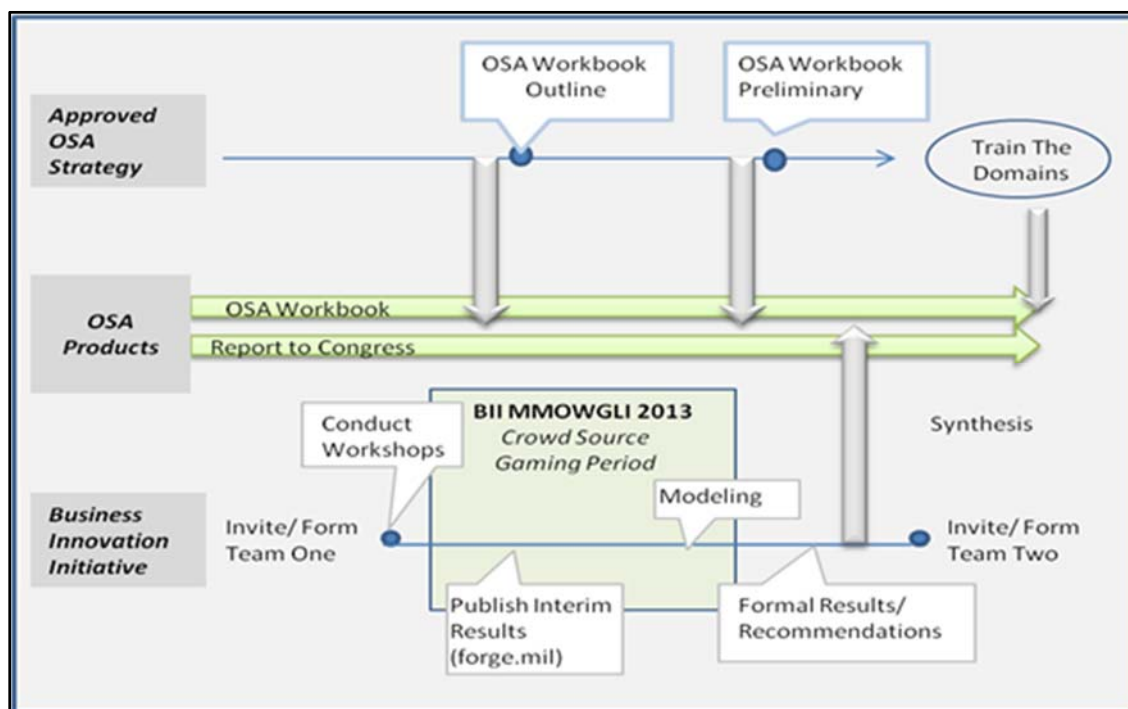 OSA Workbook
Outline
OSA Workbook
Preliminary
Approved
OSA
Strategy
Train The
Domains
OSA
Products
OSA Workbook
Report to Congress
BII MMOWGLI 2013
Crowd Source
Gaming Period
Conduct
Workshops
Synthesis
Modeling
Business
Innovation
Initiative
Invite/ Form
Team One
Invite/ Form
Team Two
Publish Interim
Results
(forge.mil)
Formal Results/
Recommendations